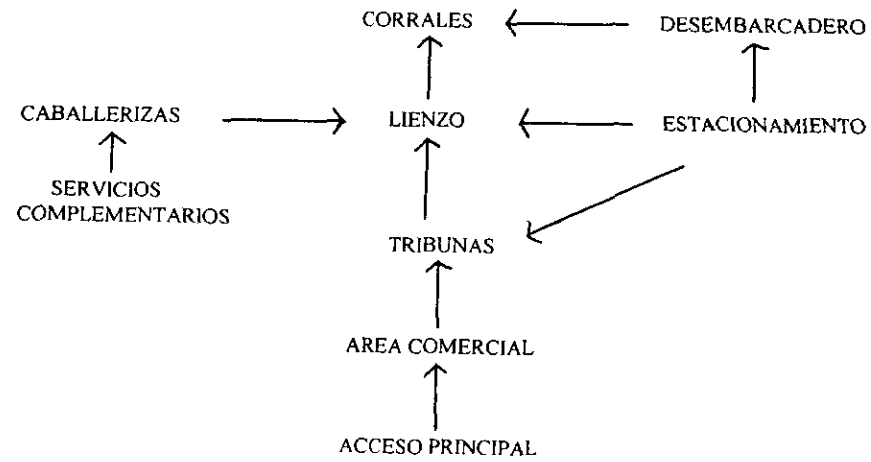 CORRALES
DESEMBARCADERO
CABALLERIZAS
LIENZO
ESTACIONAMIENTO
SERVICIOS
COMPLEMENTARIOS
TRIBUNAS
AREA COMERCIAL
ACCESO PRINCIPAL